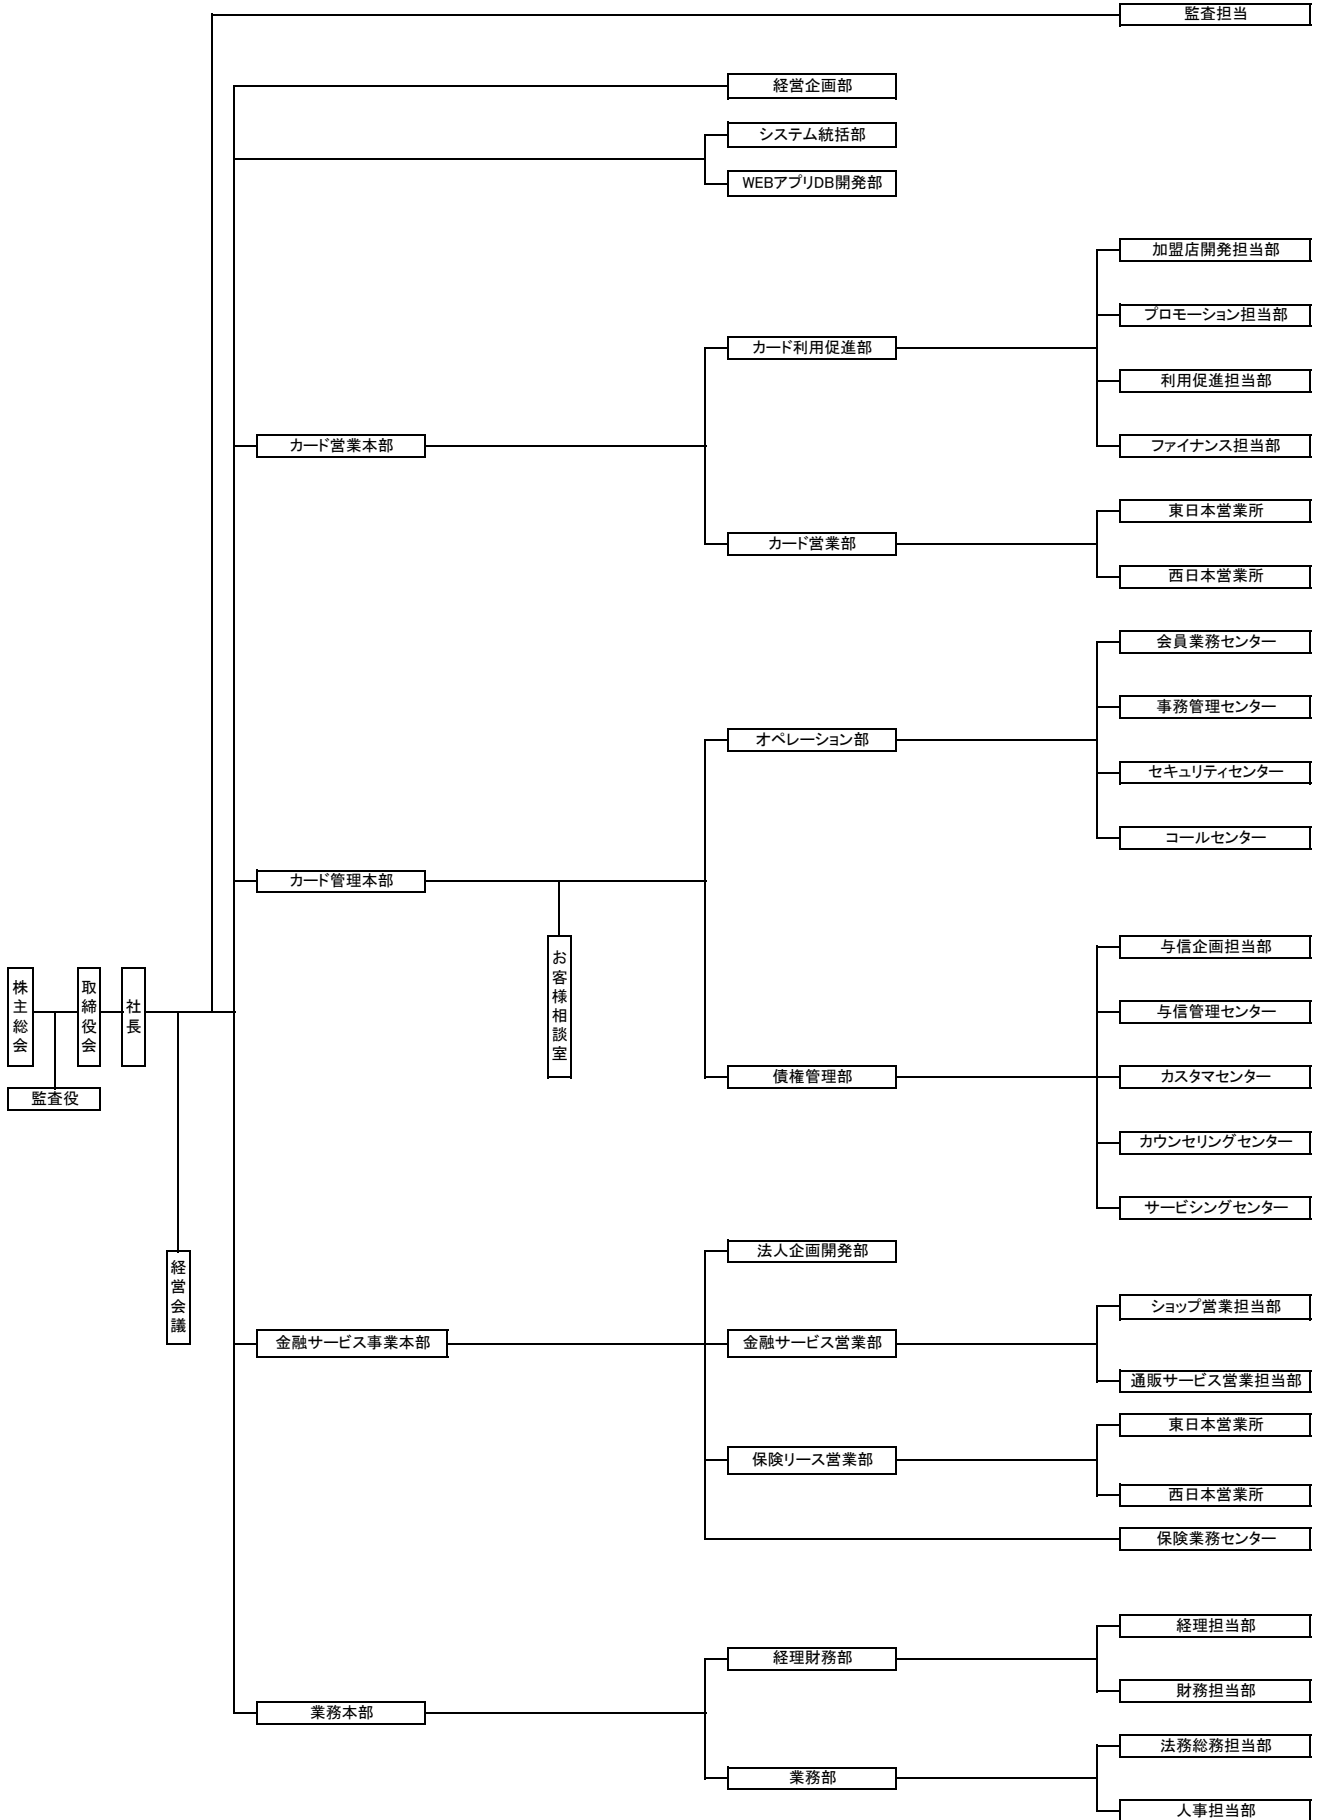 監査担当
経営企画部
システム統括部
WEBアプリDB開発部
加盟店開発担当部
プロモーション担当部
カード利用促進部
利用促進担当部
カード営業本部
ファイナンス担当部
東日本営業所
カード営業部
西日本営業所
会員業務センター
事務管理センター
オペレーション部
セキュリティセンター
コールセンター
カード管理本部
お客様相談室
与信企画担当部
株主総会
取締役会
社長
与信管理センター
債権管理部
カスタマセンター
監査役
カウンセリングセンター
サービシングセンター
経営会議
法人企画開発部
ショップ営業担当部
金融サービス事業本部
金融サービス営業部
通販サービス営業担当部
東日本営業所
保険リース営業部
西日本営業所
保険業務センター
経理担当部
経理財務部
財務担当部
業務本部
法務総務担当部
業務部
人事担当部